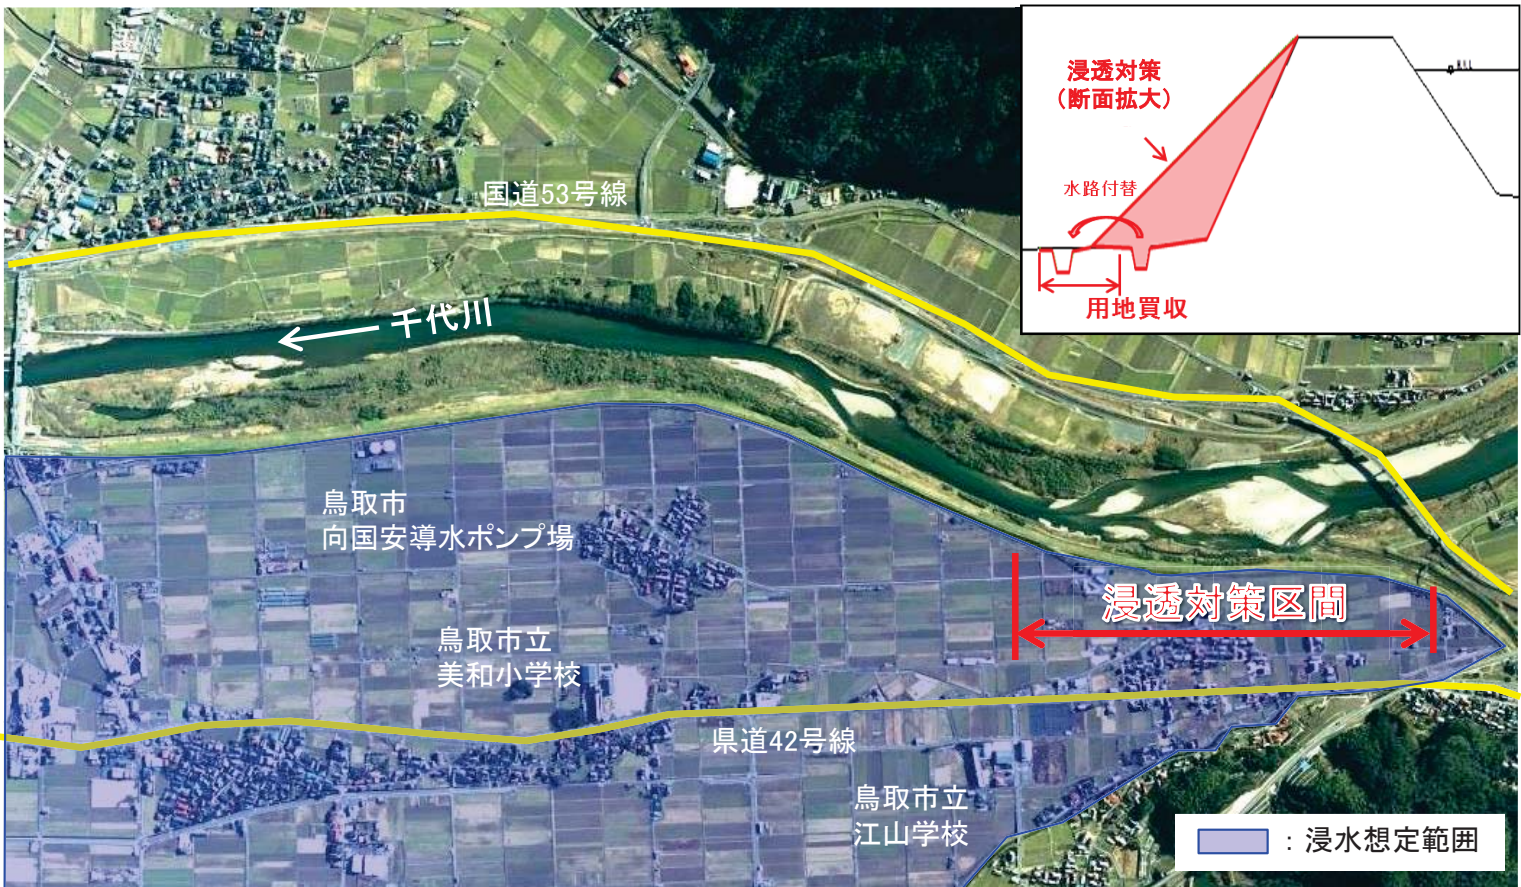 浸透対策
(断面拡大)
水路付替
用地買収
国道53号線
千代川
鳥取市
向国安導水ポンプ場
浸透対策区間
鳥取市立
美和小学校
県道42号線
鳥取市立
江山学校
：浸水想定範囲